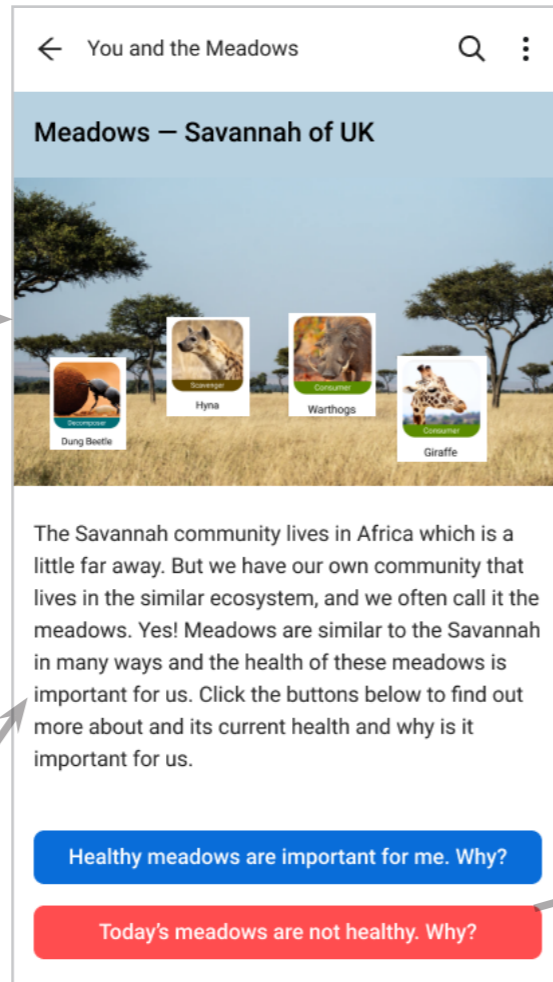 You and the Meadows
Meadows — Savannah of UK
Scavenger
Hyna
Consumer
Warthogs
Decomposer
Dung Beetle
Consumer
Giraffe
The Savannah community lives in Africa which is a
little far away. But we have our own community that
lives in the similar ecosystem, and we often call it the
meadows. Yes! Meadows are similar to the Savannah
in many ways and the health of these meadows is
important for us. Click the buttons below to find out
more about and its current health and why is it
important for us.
Healthy meadows are important for me. Why?
Today's meadows are not healthy. Why?